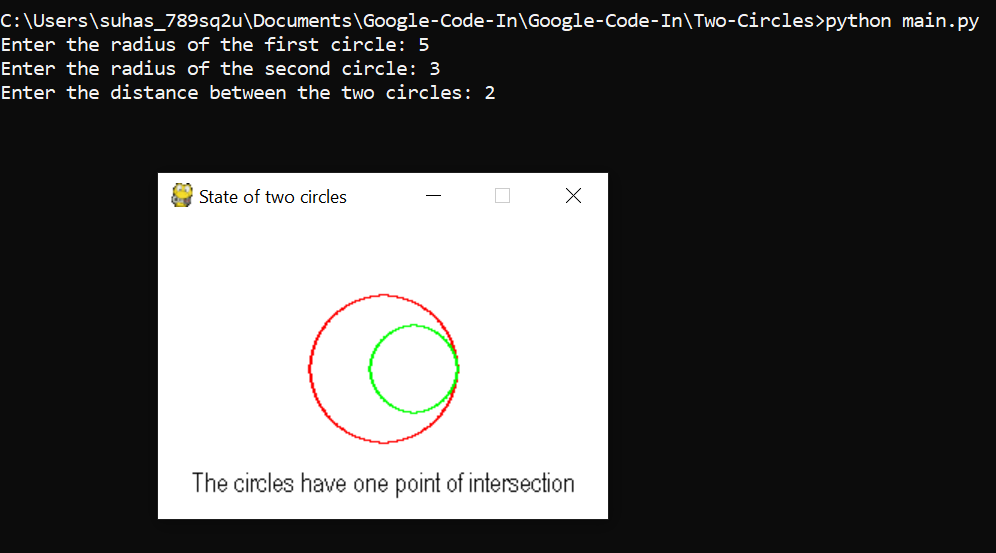 C:\Users\suhas_789sq2u\Documents\Google-Code-In\Google-Code-In\Two-Circles>python main.py
Enter the radius of the first circle: 5
Enter the radius of the second circle: 3
Enter the distance between the two circles: 2
State of two circles
The circles have one point of intersection